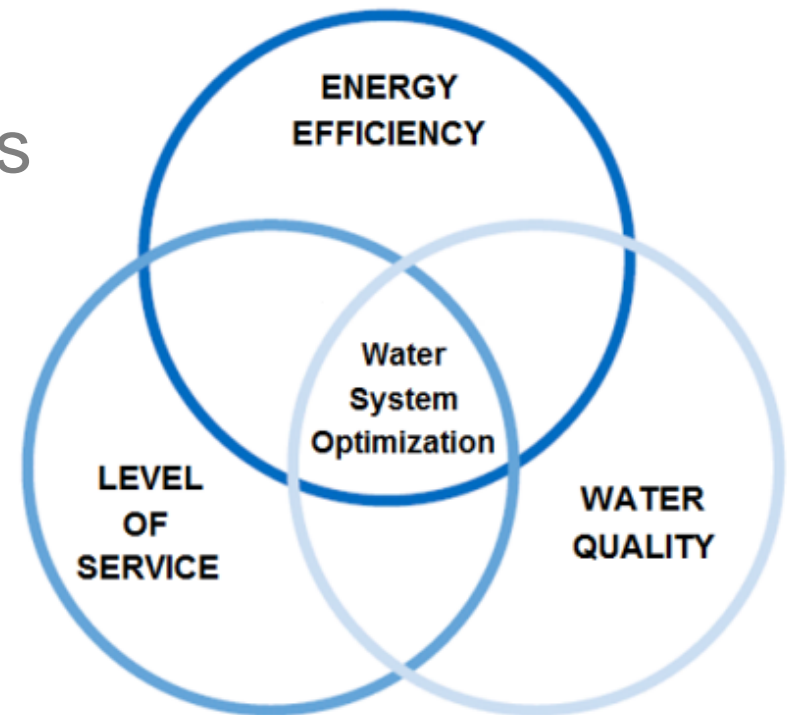 s
ENERGY
EFFICIENCY
Water
System
Optimization
LEVEL
OF
SERVICE
WATER
QUALITY